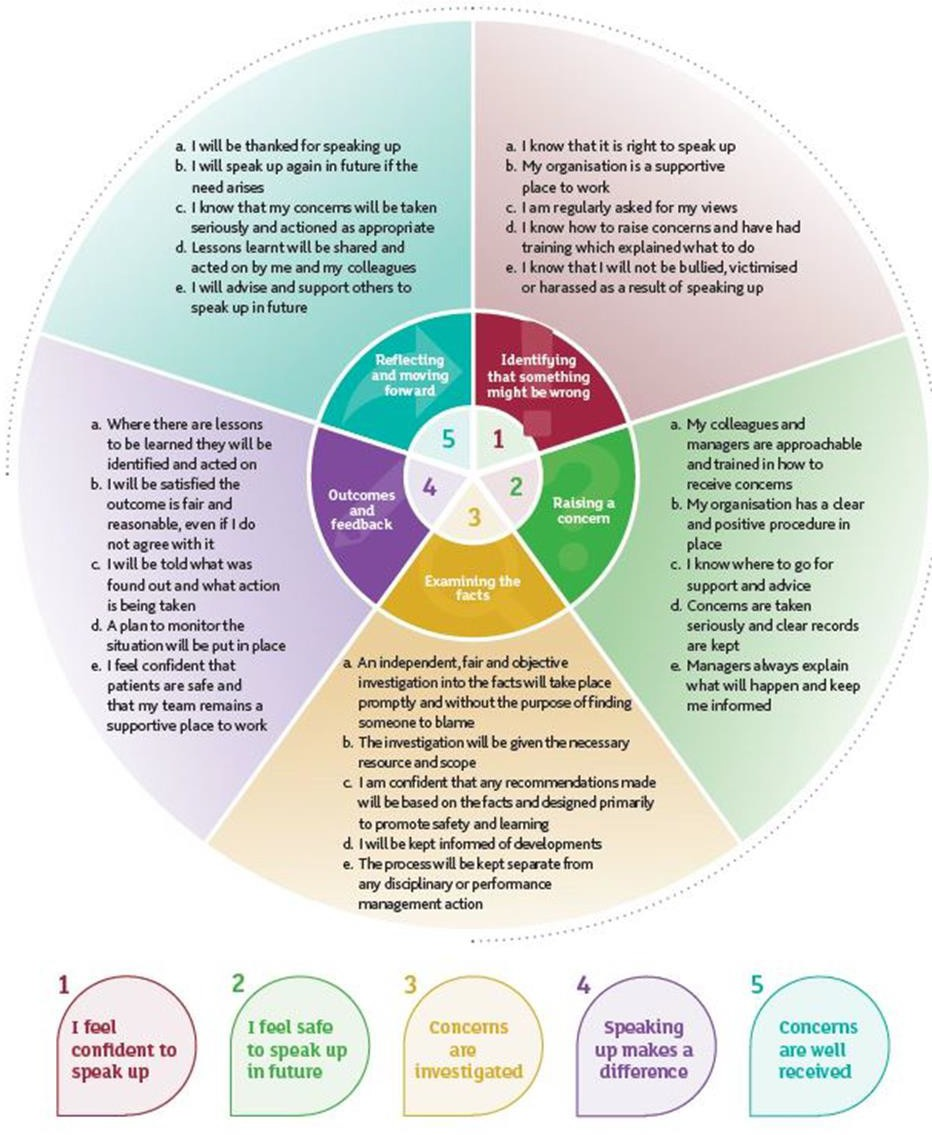 a. I know that it is right to speak up
b. My organisation is a supportive
place to work
c. I am regularly asked for my views
d. I know how to raise concerns and have had
training which explained what to do
e. I know that I will not be bullied, victimised
or harassed as a result of speaking up
Identifying
that something
might be wrong
1
a. My colleagues and
managers are approachable
and trained in how to
receive concerns
b. My organisation has a clear
and positive procedure in
place
c. I know where to go for
support and advice
d. Concerns are taken
seriously and clear records
are kept
e. Managers always explain
what will happen and keep
me informed
Raising a
concern
2
3
Examining the
facts
a. An independent, fair and objective
investigation into the facts will take place
promptly and without the purpose of finding
someone to blame
b. The investigation will be given the necessary
resource and scope
c. I am confident that any recommendations made
will be based on the facts and designed primarily
to promote safety and learning
d. I will be kept informed of developments
e. The process will be kept separate from
any disciplinary or performance
management action
4
Outcomes
and
feedback
a. Where there are lessons
to be learned they will be
identified and acted on
b. I will be satisfied the
outcome is fair and
reasonable, even if I do
not agree with it
c. I will be told what was
found out and what action
is being taken
d. A plan to monitor the
situation will be put in place
e. I feel confident that
patients are safe and
that my team remains a
supportive place to work
5
Reflecting
and moving
forward
a. I will be thanked for speaking up
b. I will speak up again in future if the
need arises
c. I know that my concerns will be taken
seriously and actioned as appropriate
d. Lessons learnt will be shared and
acted on by me and my colleagues
e. I will advise and support others to
speak up in future
1
I feel
confident to
speak up
2
I feel safe
to speak up
in future
3
Concerns
are
investigated
4
Speaking
up makes a
difference
5
Concerns
are well
received